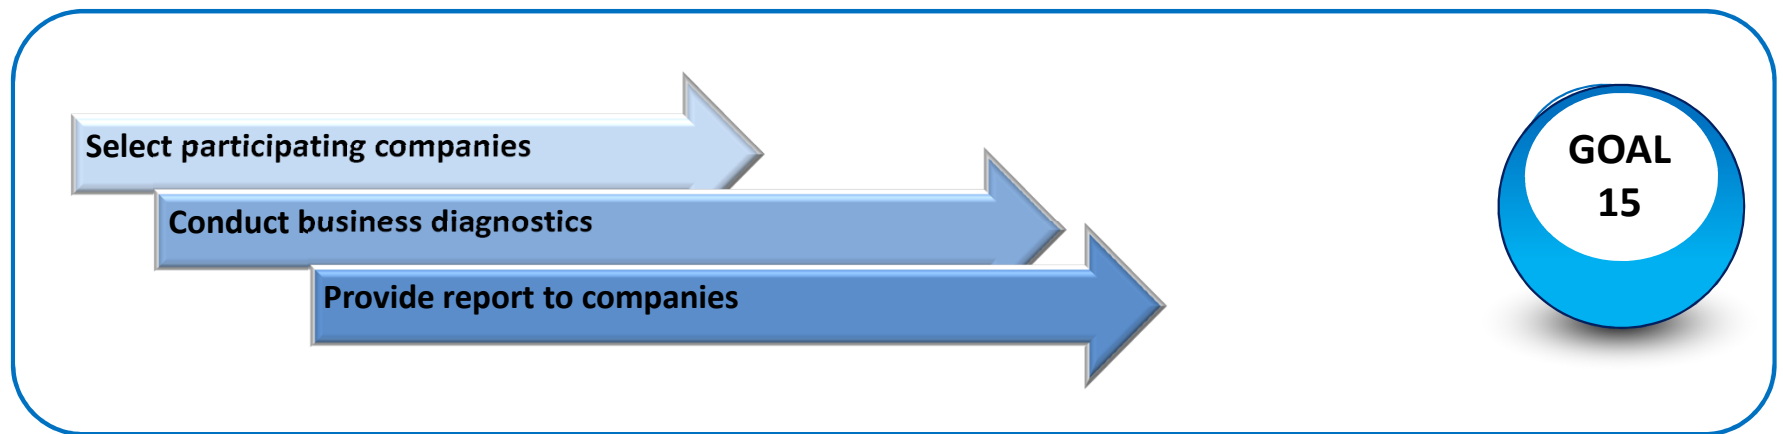 Select participating companies
Conduct business diagnostics
Provide report to companies
GOAL
15